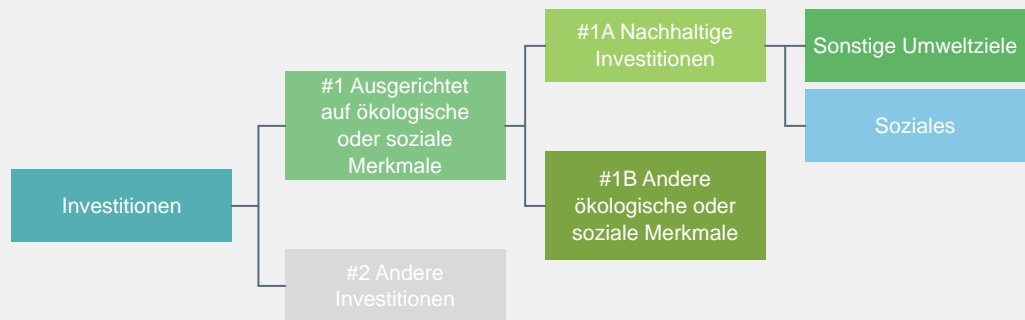 Investitionen
#1 Ausgerichtet
auf ökologische
oder soziale
Merkmale
#2 Andere
Investitionen
#1A Nachhaltige
Investitionen
#1B Andere
ökologische oder
soziale Merkmale
Sonstige Umweltziele
Soziales